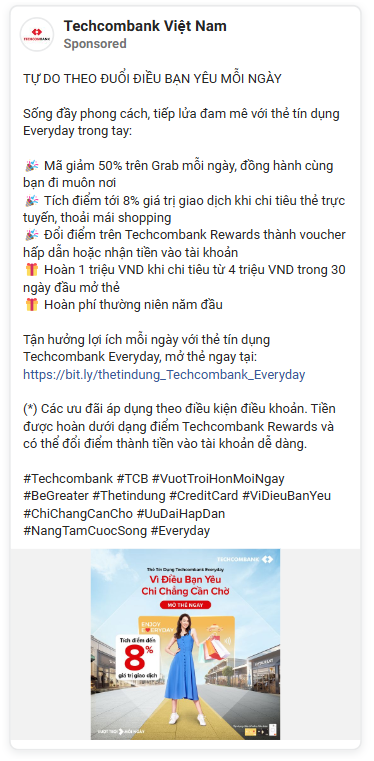 Techcombank Việt Nam
TECHCOMBANK
Sponsored
TỰ DO THEO ĐUỔI ĐIỀU BẠN YÊU MỖI NGÀY
Sống đầy phong cách, tiếp lửa đam mê với thẻ tín dụng
Everyday trong tay:
🎉 Mã giảm 50% trên Grab mỗi ngày, đồng hành cùng
bạn đi muôn nơi
🎉 Tích điểm tới 8% giá trị giao dịch khi chi tiêu thẻ trực
tuyến, thoải mái shopping
🎉 Đổi điểm trên Techcombank Rewards thành voucher
hấp dẫn hoặc nhận tiền vào tài khoản
🎁 Hoàn 1 triệu VND khi chi tiêu từ 4 triệu VND trong 30
ngày đầu mở thẻ
🎁 Hoàn phí thường niên năm đầu
Tận hưởng lợi ích mỗi ngày với thẻ tín dụng
Techcombank Everyday, mở thẻ ngay tại:
https://bit.ly/thetindung_Techcombank_Everyday
(*) Các ưu đãi áp dụng theo điều kiện điều khoản. Tiền
được hoàn dưới dạng điểm Techcombank Rewards và
có thể đổi điểm thành tiền vào tài khoản dễ dàng.
#Techcombank #TCB #VuotTroiHonMoiNgay
#BeGreater #Thetindung #CreditCard #ViDieuBanYeu
#ChiChangCanCho #UuDaiHapDan
#NangTamCuocSong #Everyday
TECHCOMBANK
Thẻ Tín Dụng Techcombank Everyday
Vì Điều Bạn Yêu
Chi Chẳng Cần Chờ
MỞ THẺ NGAY
ENJOY
EVERYDAY
Tích điểm đến
8%
giá trị giao dịch
VƯỢT TRỘI HƠN MỖI NGÀY